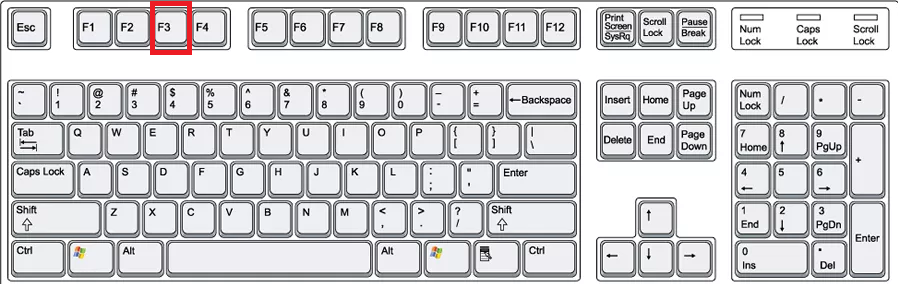 Esc F1 F2 F3 F4 F5 F6 F7 F8 F9 F10 F11 F12 Print Screen SysRq Scroll Lock Pause Break
Num Lock Caps Lock Scroll Lock
~ ` ! 1 @ 2 # 3 $ 4 % 5 ^ 6 & 7 * 8 ( 9 ) 0 – - + = ←Backspace Insert Home Page Up Num Lock / * -
Tab Q W E R T Y U I O P { [ } ] | \ Delete End Page Down 7 Home 8 ↑ 9 PgUp +
Caps Lock A S D F G H J K L : ; " ' Enter 4 ← 5 6 →
Shift Z X C V B N M < , > . ? / Shift ↑ 1 End 2 ↓ 3 PgDn Enter
Ctrl Alt Alt Ctrl ← ↓ → 0 Ins . Del